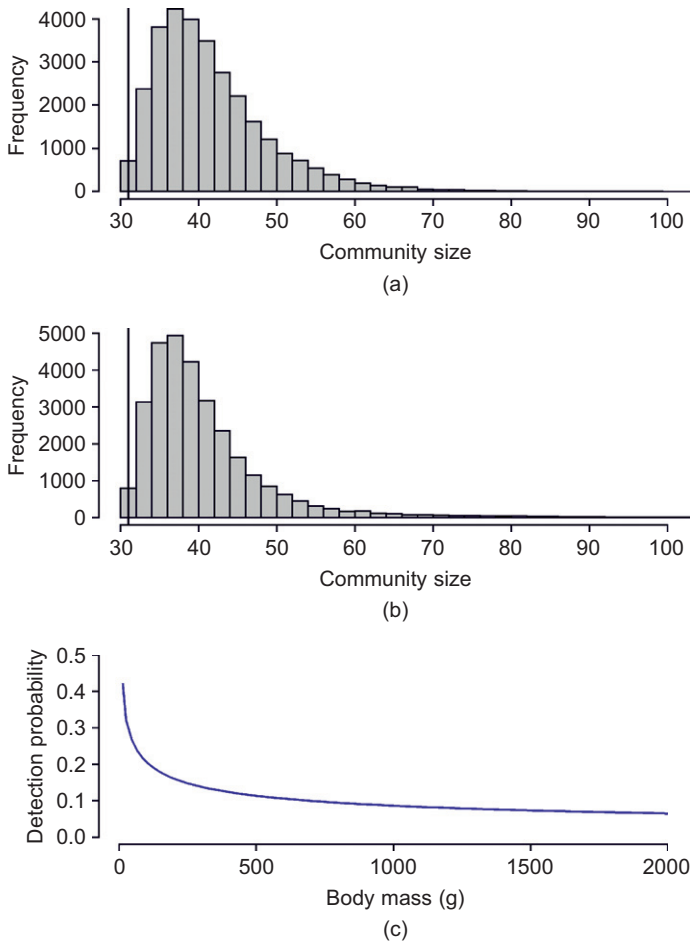 Frequency
4000
3000
2000
1000
0
30 40 50 60 70 80 90 100
Community size
(a)
Frequency
5000
4000
3000
2000
1000
0
30 40 50 60 70 80 90 100
Community size
(b)
Detection probability
0.5
0.4
0.3
0.2
0.1
0.0
0 500 1000 1500 2000
Body mass (g)
(c)